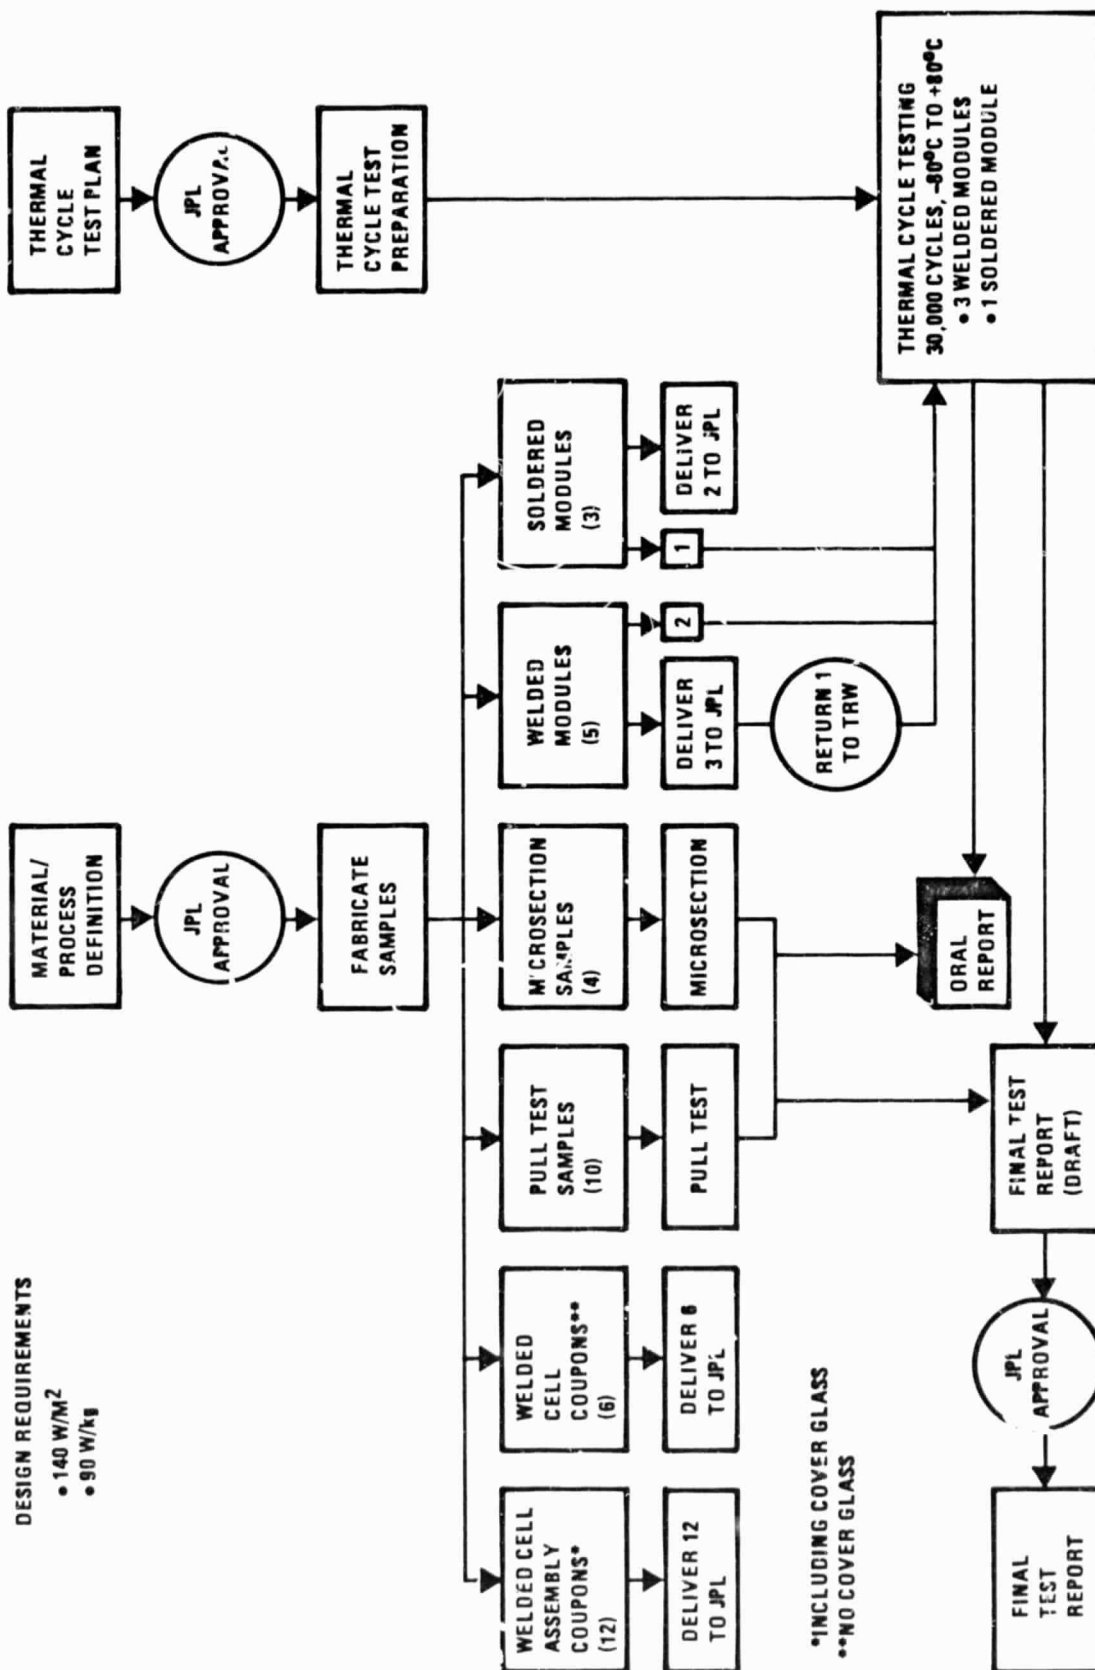 DESIGN REQUIREMENTS
• 140 W/M²
• 90 W/kg
MATERIAL/
PROCESS
DEFINITION
THERMAL
CYCLE
TEST PLAN
JPL
APPROVAL
JPL
APPROVAL
FABRICATE
SAMPLES
THERMAL
CYCLE TEST
PREPARATION
WELDED CELL
ASSEMBLY
COUPONS*
(12)
WELDED
CELL
COUPONS**
(6)
PULL TEST
SAMPLES
(10)
MICROSECTION
SAMPLES
(4)
WELDED
MODULES
(5)
SOLDERED
MODULES
(3)
DELIVER 12
TO JPL
DELIVER 6
TO JPL
PULL TEST
MICROSECTION
DELIVER
3 TO JPL
2
1
DELIVER
2 TO JPL
RETURN 1
TO TRW
*INCLUDING COVER GLASS
**NO COVER GLASS
THERMAL CYCLE TESTING
30,000 CYCLES, -80°C TO +80°C
• 3 WELDED MODULES
• 1 SOLDERED MODULE
ORAL
REPORT
FINAL
TEST
REPORT
JPL
APPROVAL
FINAL TEST
REPORT
(DRAFT)